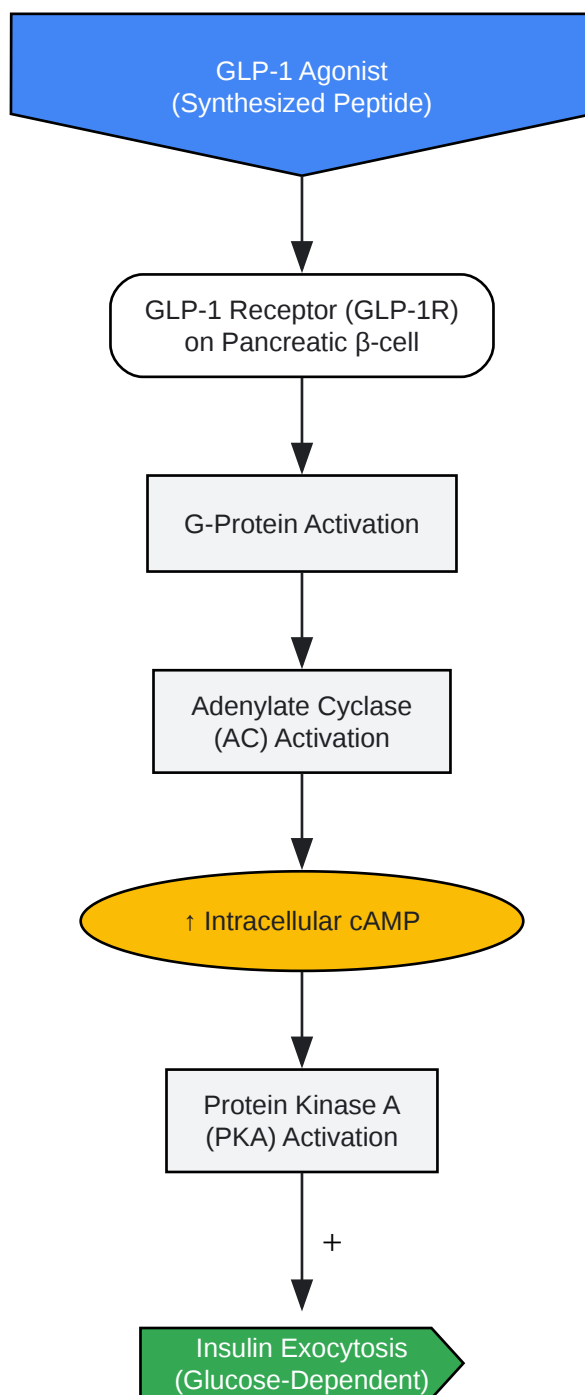 GLP-1 Agonist
(Synthesized Peptide)
GLP-1 Receptor (GLP-1R)
on Pancreatic β-cell
G-Protein Activation
Adenylate Cyclase
(AC) Activation
↑ Intracellular cAMP
Protein Kinase A
(PKA) Activation
+
Insulin Exocytosis
(Glucose-Dependent)